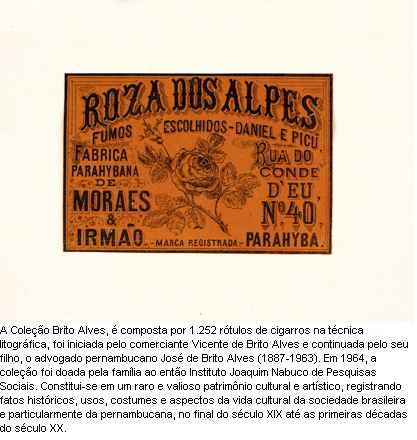 ROZA DOS ALPES
FUMOS ESCOLHIDOS-DANIEL E PICÚ
FABRICA
PARAHYBANA
DE
MORAES
&
IRMÃO
RUA DO
CONDE
D'EU,
Nº 40,
-MARCA REGISTRADA-
PARAHYBA.
A Coleção Brito Alves, é composta por 1.252 rótulos de cigarros na técnica
litográfica, foi iniciada pelo comerciante Vicente de Brito Alves e continuada pelo seu
filho, o advogado pernambucano José de Brito Alves (1887-1963). Em 1964, a
coleção foi doada pela família ao então Instituto Joaquim Nabuco de Pesquisas
Sociais. Constitui-se em um raro e valioso patrimônio cultural e artístico, registrando
fatos históricos, usos, costumes e aspectos da vida cultural da sociedade brasileira
e particularmente da pernambucana, no final do século XIX até as primeiras décadas
do século XX.